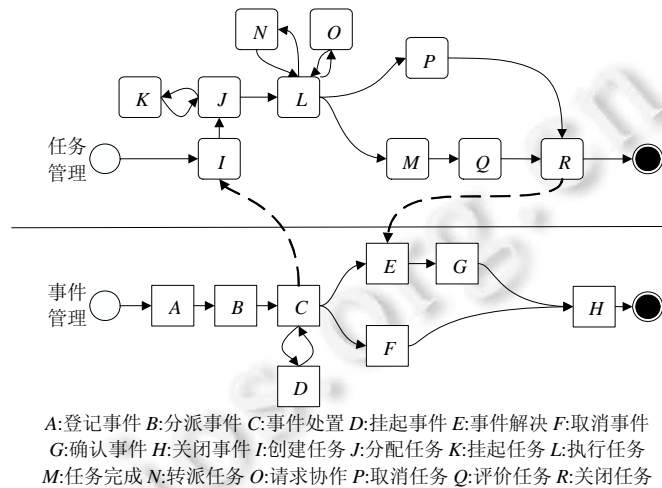 N
O
P
K
J
L
任务
管理
I
M
Q
R
事件
管理
A
B
C
E
G
H
F
D
A:登记事件 B:分派事件 C:事件处置 D:挂起事件 E:事件解决 F:取消事件
G:确认事件 H:关闭事件 I:创建任务 J:分配任务 K:挂起任务 L:执行任务
M:任务完成 N:转派任务 O:请求协作 P:取消任务 Q:评价任务 R:关闭任务